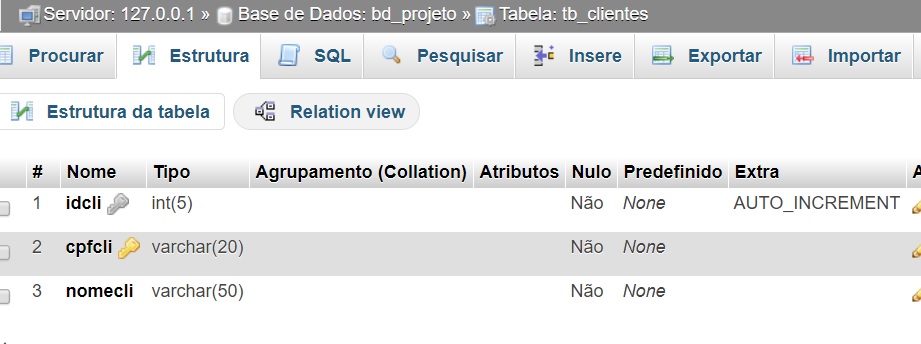 Servidor: 127.0.0.1 » Base de Dados: bd_projeto » Tabela: tb_clientes
Procurar Estrutura SQL Pesquisar Insere Exportar Importar
Estrutura da tabela Relation view
# Nome Tipo Agrupamento (Collation) Atributos Nulo Predefinido Extra A
1 idcli int(5) Não None AUTO_INCREMENT
2 cpfcli varchar(20) Não None
3 nomecli varchar(50) Não None